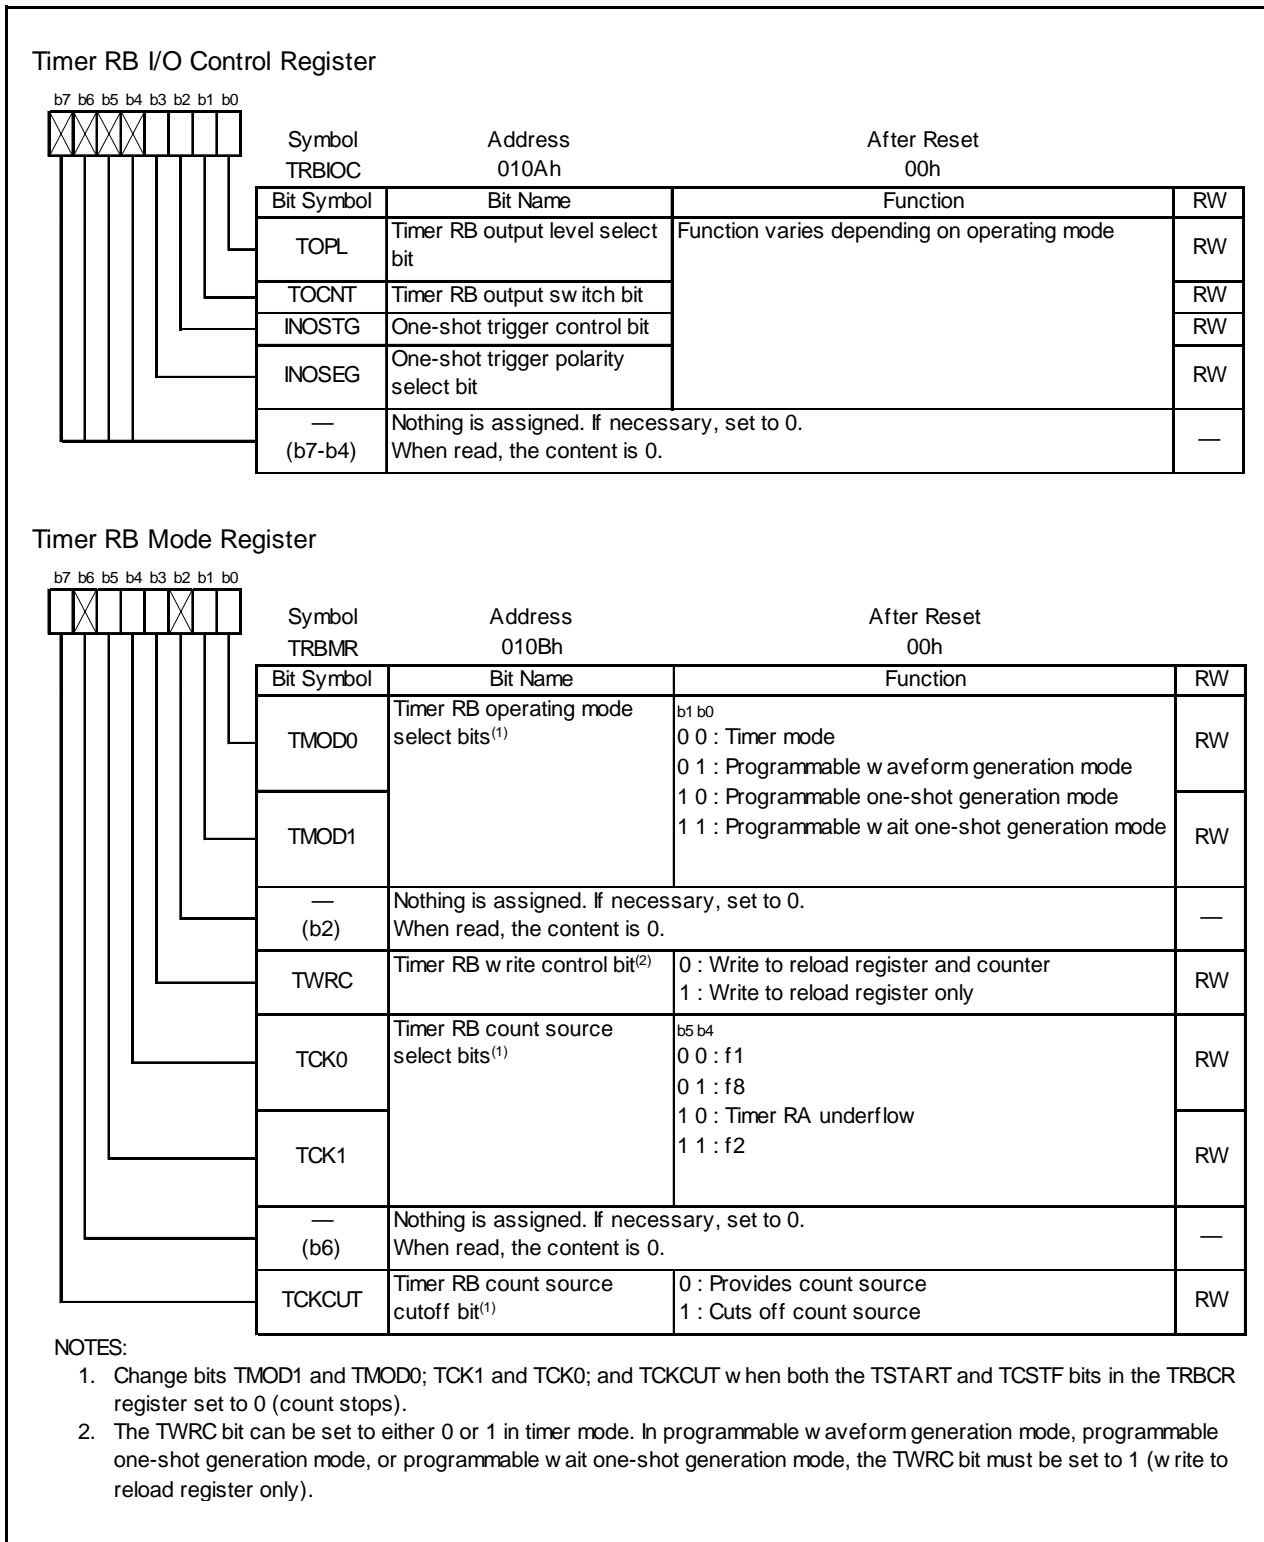 Timer RB I/O Control Register
b7 b6 b5 b4 b3 b2 b1 b0
Symbol Address After Reset
TRBIOC 010Ah 00h
Bit Symbol Bit Name Function RW
TOPL Timer RB output level select bit Function varies depending on operating mode RW
TOCNT Timer RB output switch bit RW
INOSTG One-shot trigger control bit RW
INOSEG One-shot trigger polarity select bit RW
— Nothing is assigned. If necessary, set to 0.
(b7-b4) When read, the content is 0. —
Timer RB Mode Register
b7 b6 b5 b4 b3 b2 b1 b0
Symbol Address After Reset
TRBMR 010Bh 00h
Bit Symbol Bit Name Function RW
Timer RB operating mode b1 b0
TMOD0 select bits(1) 0 0 : Timer mode RW
0 1 : Programmable waveform generation mode
1 0 : Programmable one-shot generation mode
TMOD1 1 1 : Programmable wait one-shot generation mode RW
— Nothing is assigned. If necessary, set to 0.
(b2) When read, the content is 0. —
TWRC Timer RB write control bit(2) 0 : Write to reload register and counter RW
1 : Write to reload register only
Timer RB count source b5 b4
TCK0 select bits(1) 0 0 : f1 RW
0 1 : f8
1 0 : Timer RA underflow
TCK1 1 1 : f2 RW
— Nothing is assigned. If necessary, set to 0.
(b6) When read, the content is 0. —
TCKCUT Timer RB count source 0 : Provides count source RW
cutoff bit(1) 1 : Cuts off count source
NOTES:
1. Change bits TMOD1 and TMOD0; TCK1 and TCK0; and TCKCUT when both the TSTART and TCSTF bits in the TRBCR
register set to 0 (count stops).
2. The TWRC bit can be set to either 0 or 1 in timer mode. In programmable waveform generation mode, programmable
one-shot generation mode, or programmable wait one-shot generation mode, the TWRC bit must be set to 1 (write to
reload register only).